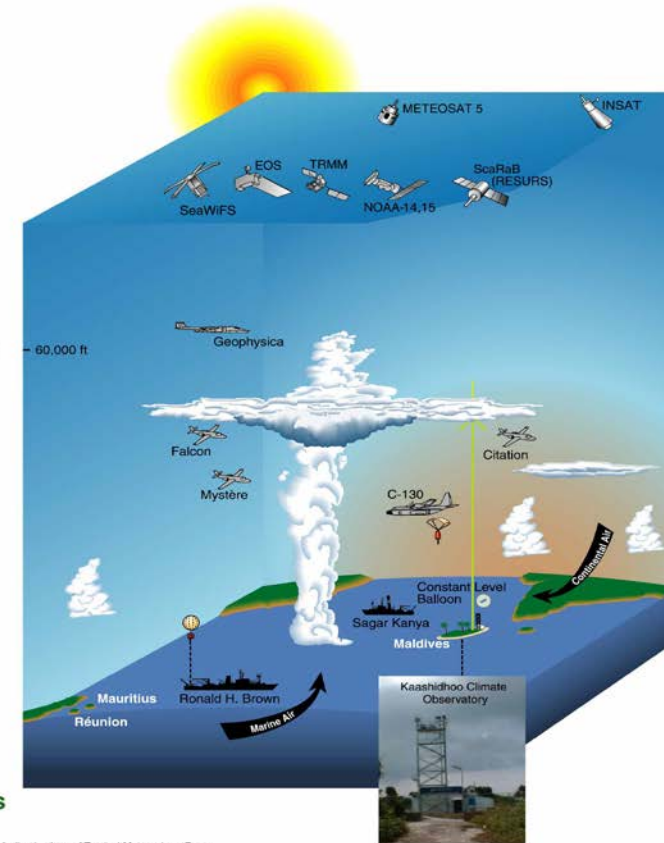 METEOSAT 5
INSAT
SeaWiFS
EOS
TRMM
NOAA-14,15
ScaRaB
(RESURS)
60,000 ft
Geophysica
Falcon
Mystère
Citation
C-130
Continental Air
Constant Level
Balloon
Sagar Kanya
Maldives
Mauritius
Réunion
Ronald H. Brown
Marine Air
Kaashidhoo Climate
Observatory
s